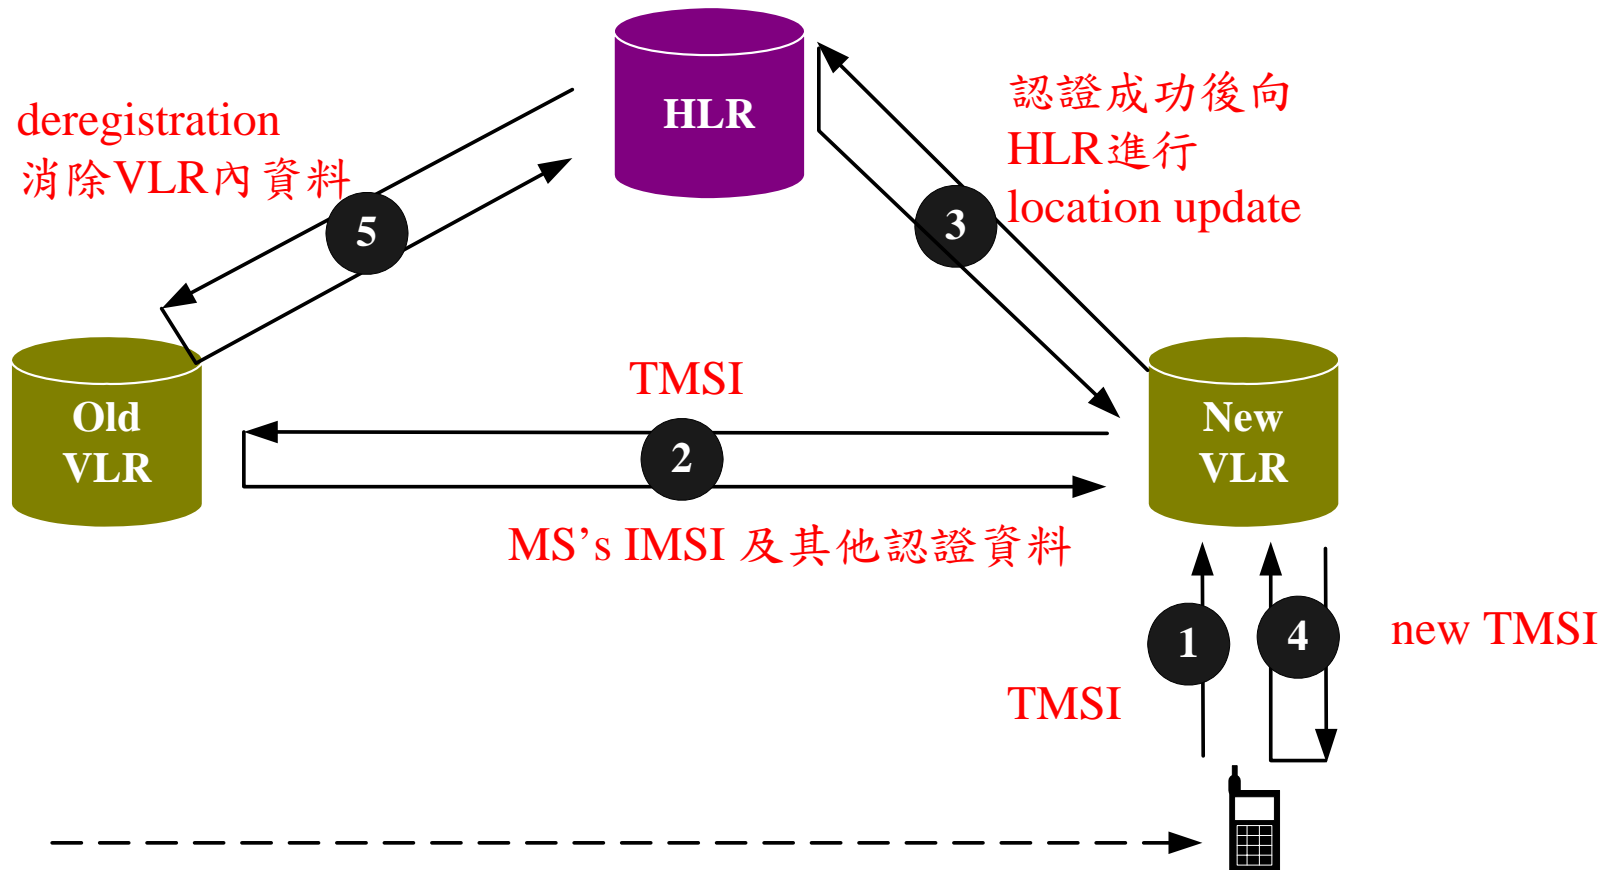 HLR
認證成功後向
HLR進行
location update
deregistration
消除VLR內資料
5
3
TMSI
Old
VLR
New
VLR
2
MS’s IMSI 及其他認證資料
1
4
new TMSI
TMSI